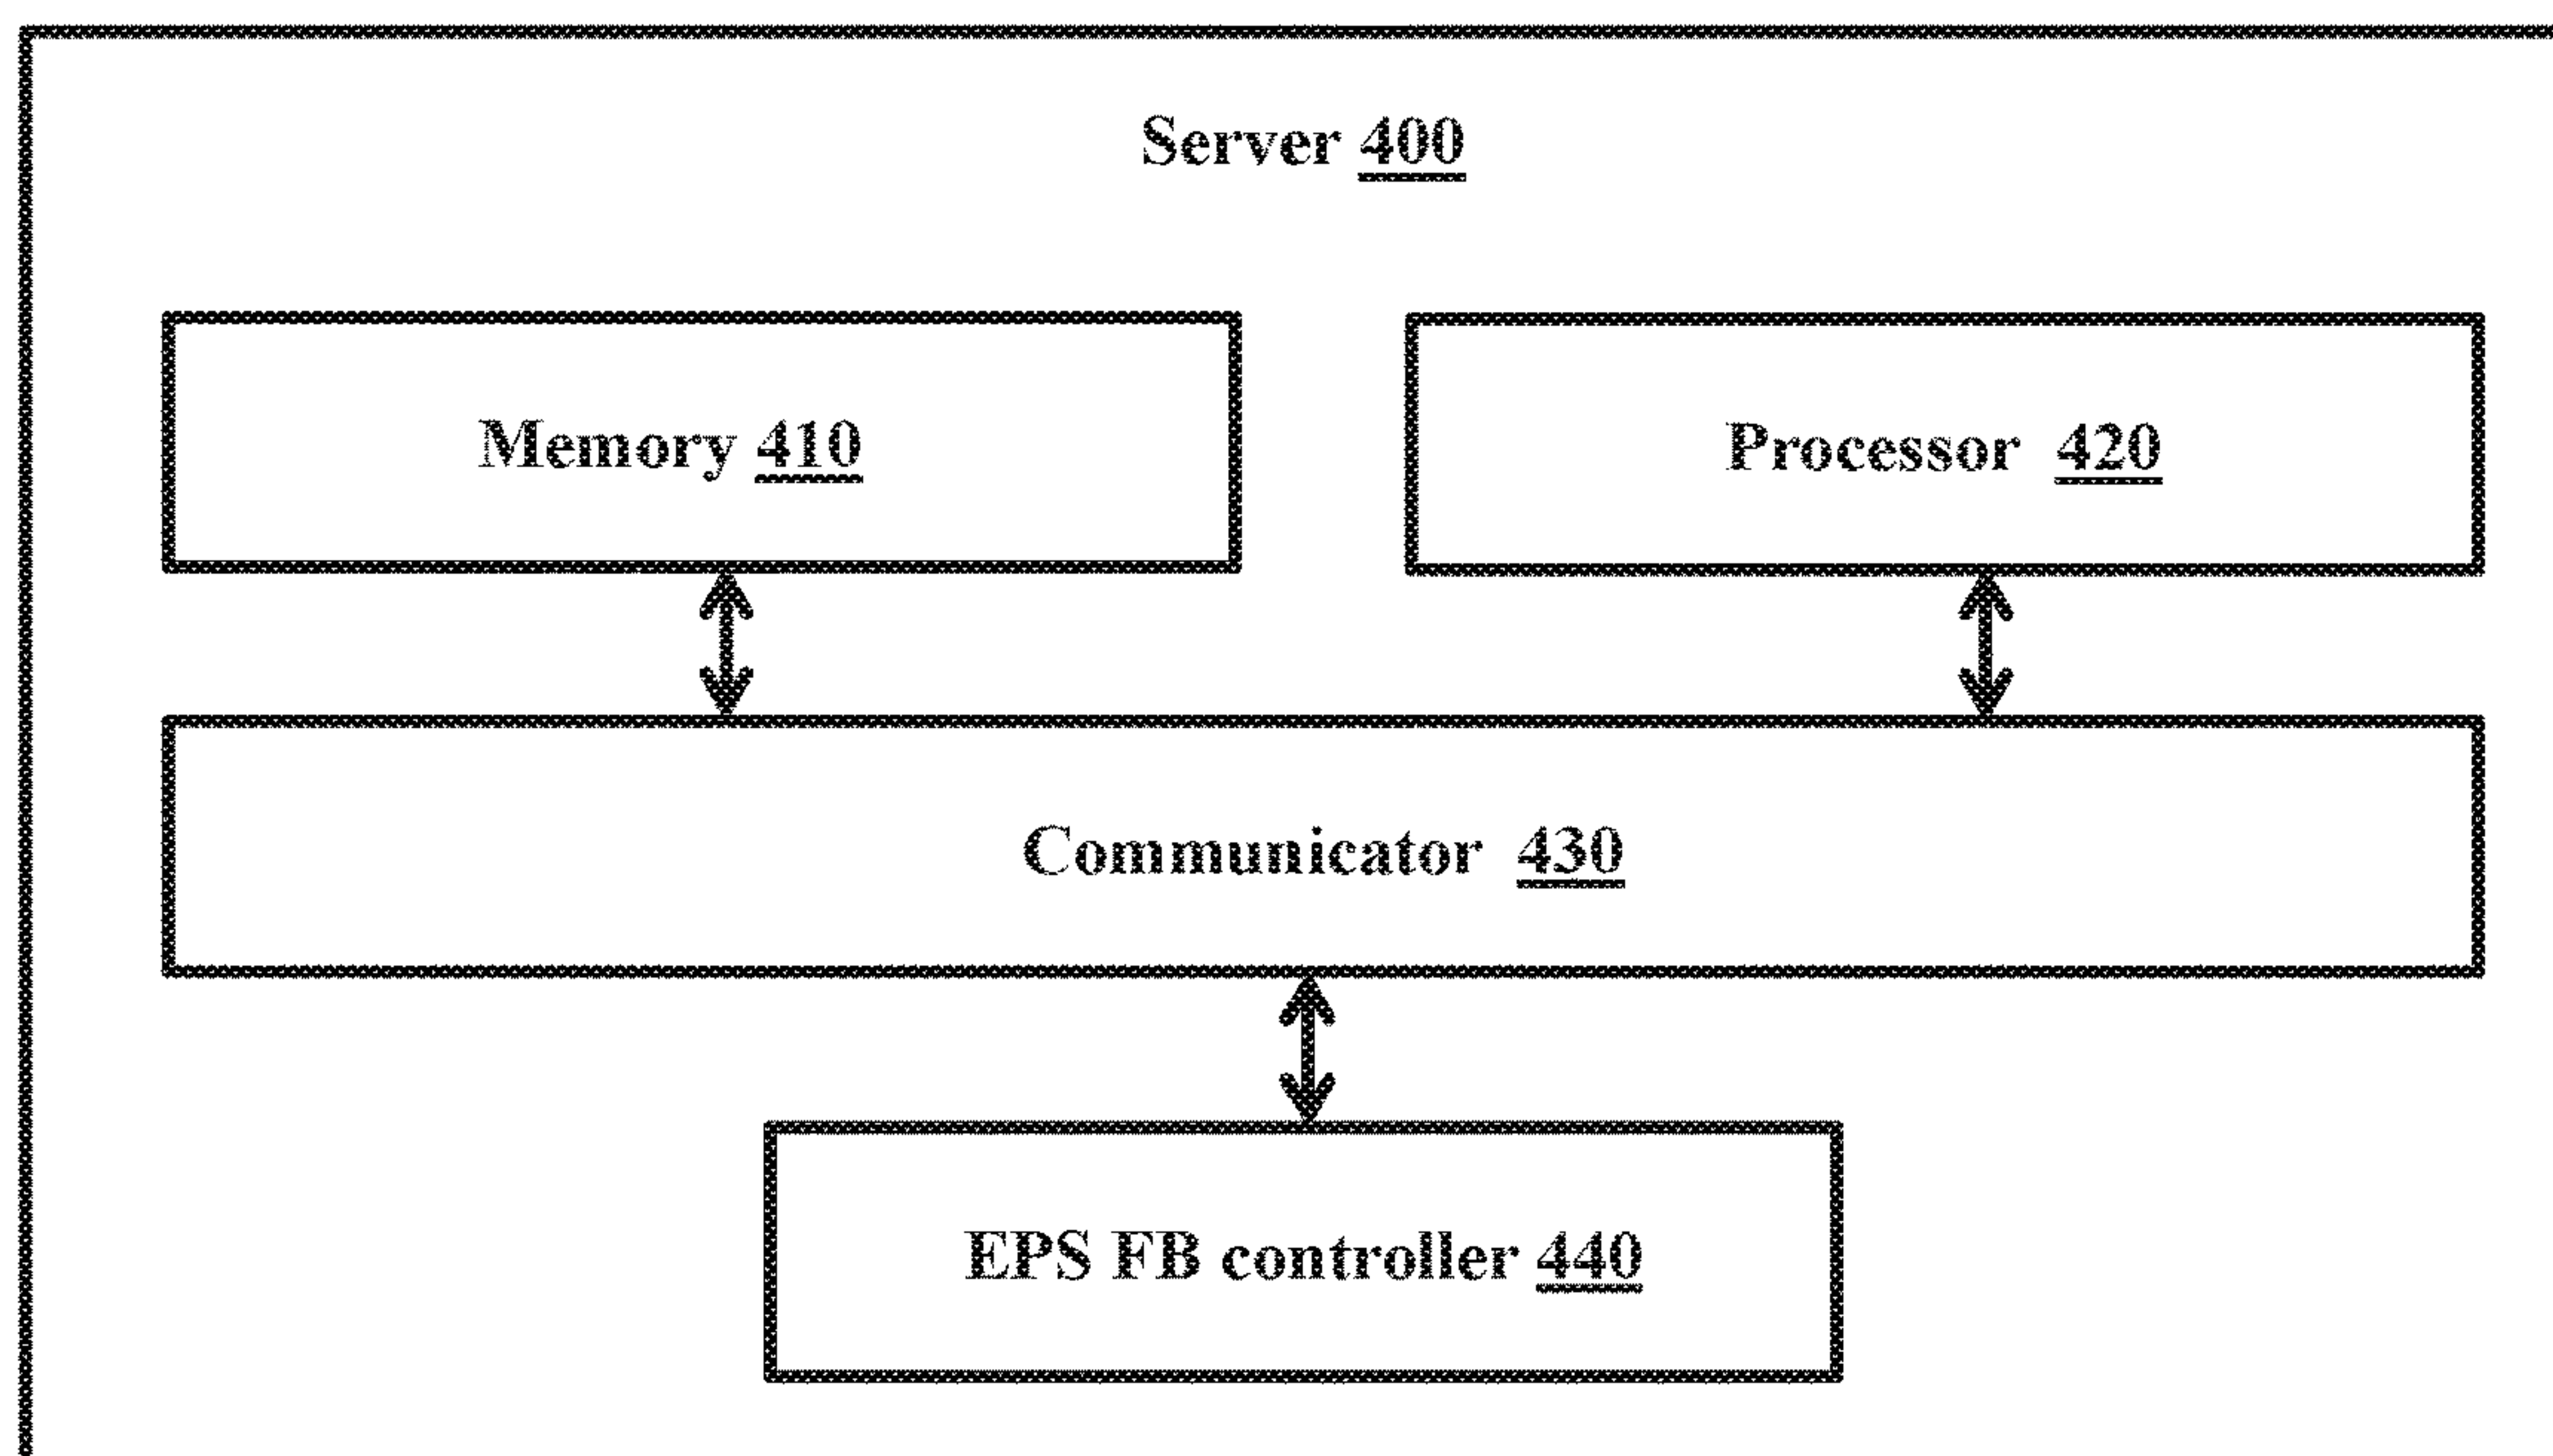 Server 400
Memory 410
Processor 420
Communicator 430
EPS FB controller 440